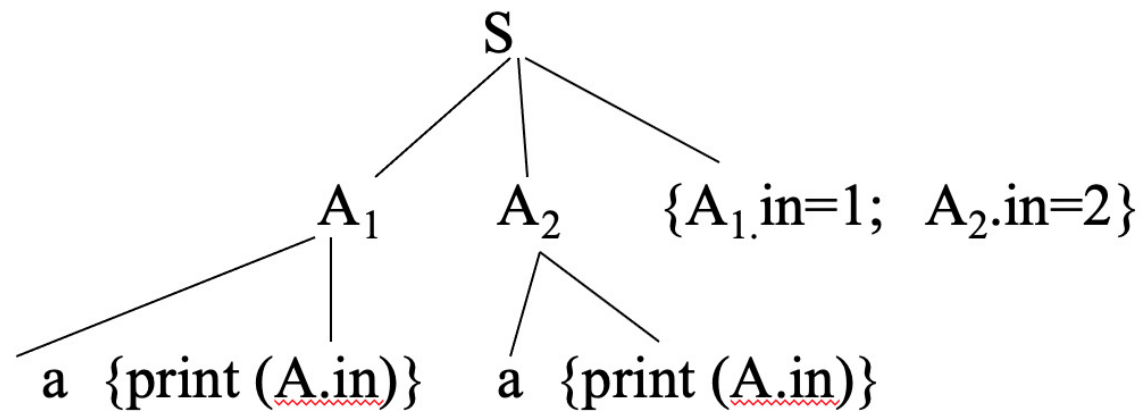 S
A₁ A₂ {A₁.in=1; A₂.in=2}
a {print (A.in)} a {print (A.in)}